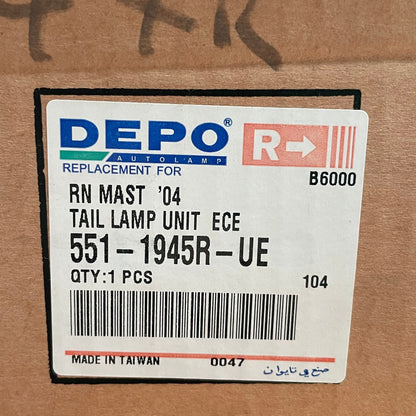 DEPO®
AUTOLAMP
R→
REPLACEMENT FOR
B6000
RN MAST '04
TAIL LAMP UNIT ECE
551-1945R-UE
QTY:1 PCS
104
MADE IN TAIWAN
0047
صنع في تايوان